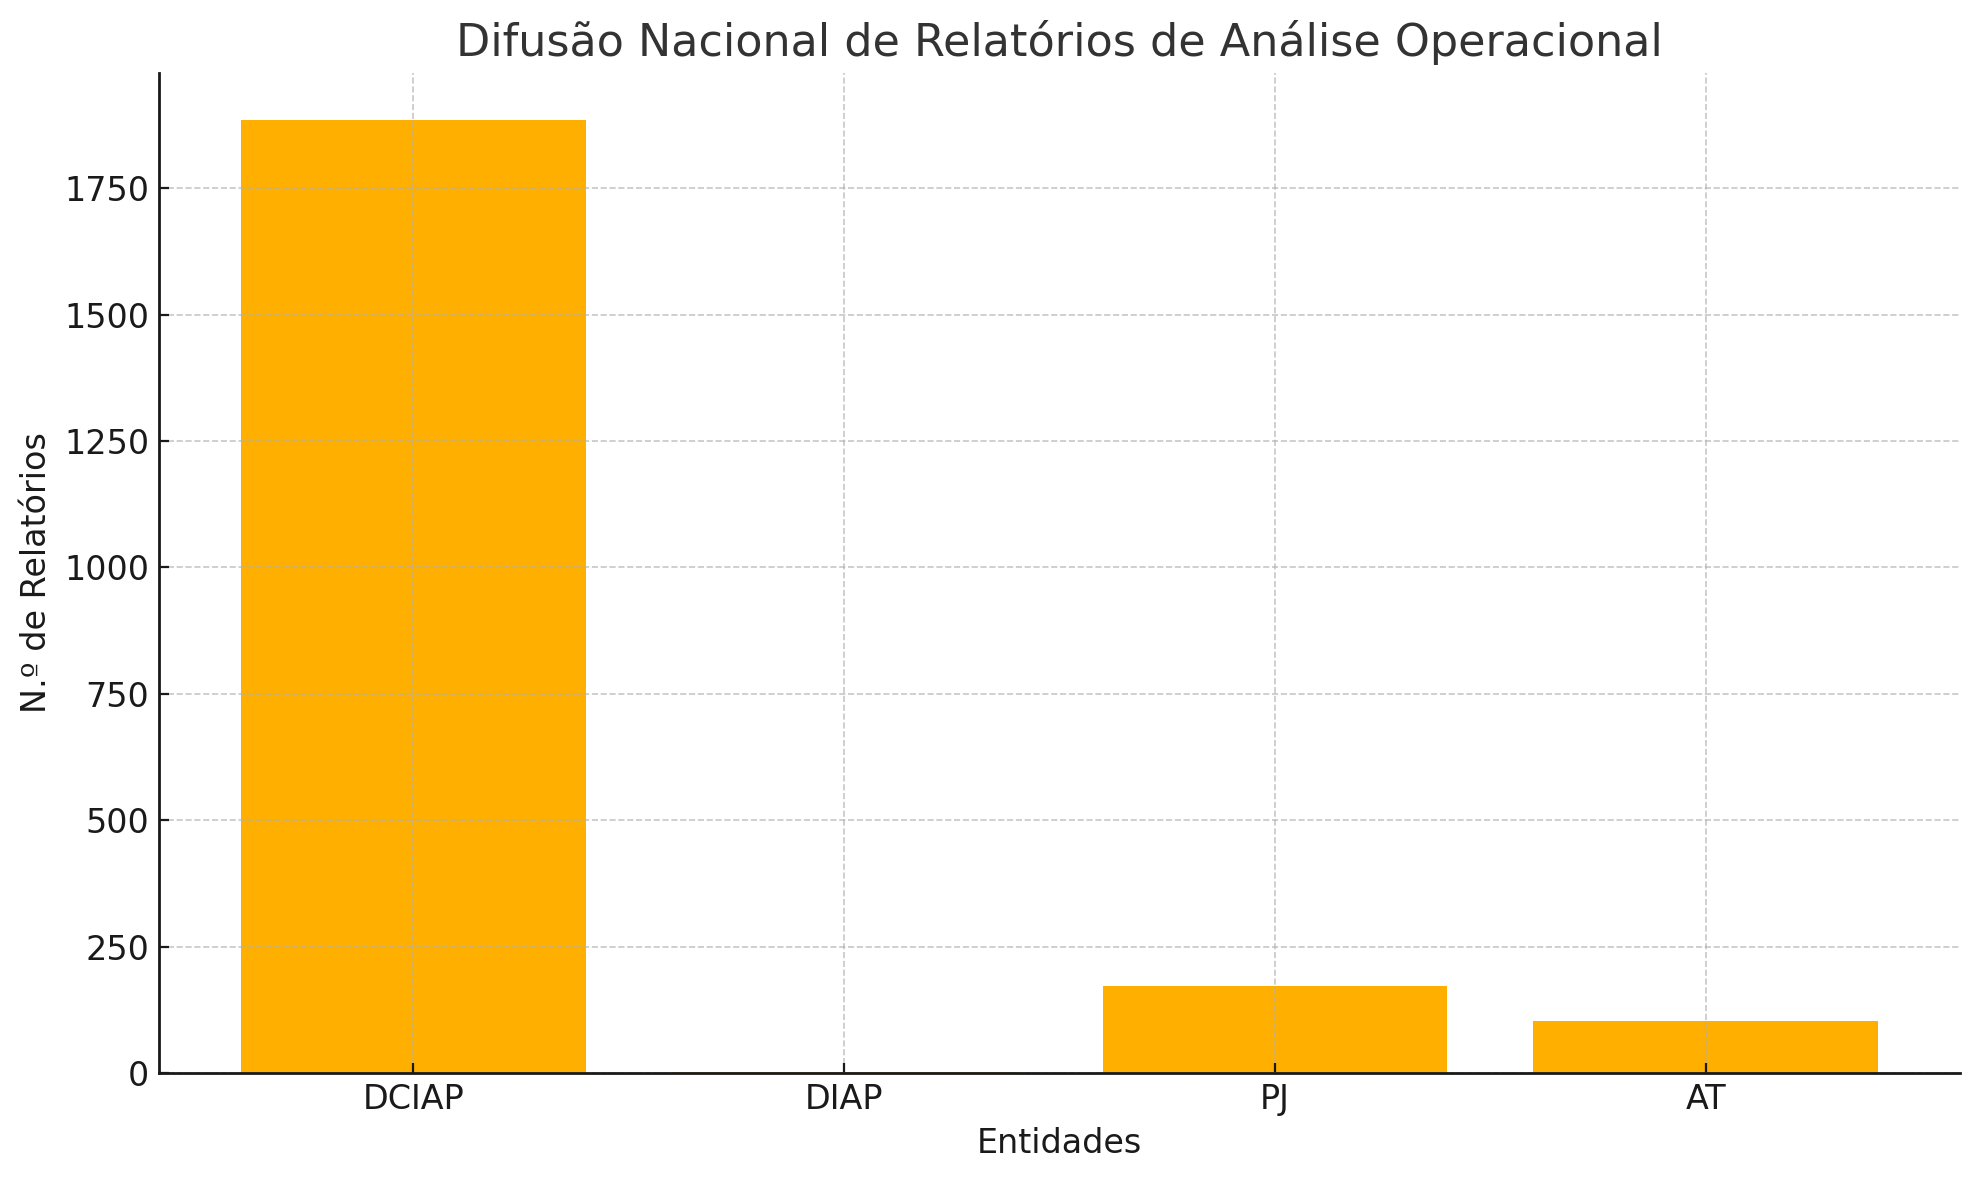 Difusão Nacional de Relatórios de Análise Operacional
N.º de Relatórios
1750
1500
1250
1000
750
500
250
0
DCIAP DIAP PJ AT
Entidades